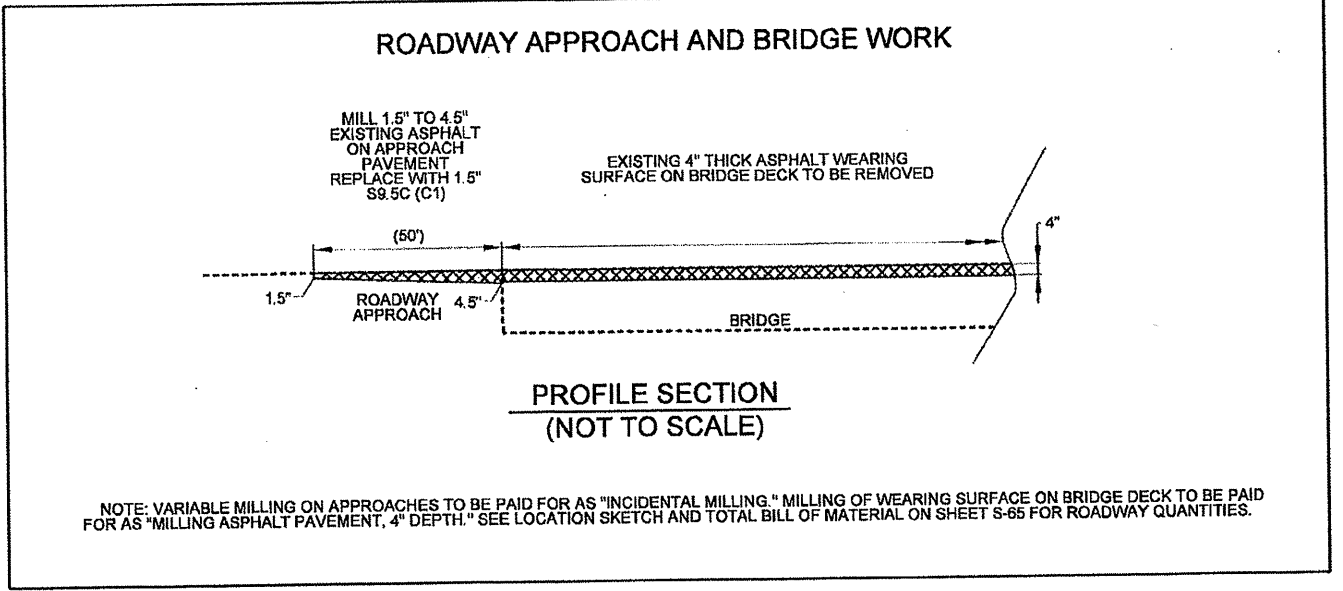 ROADWAY APPROACH AND BRIDGE WORK
MILL 1.5" TO 4.5"
EXISTING ASPHALT
ON APPROACH
PAVEMENT
REPLACE WITH 1.5"
S9.5C (C1)
EXISTING 4" THICK ASPHALT WEARING
SURFACE ON BRIDGE DECK TO BE REMOVED
(50')
4"
1.5"
ROADWAY
APPROACH
4.5"
BRIDGE
PROFILE SECTION
(NOT TO SCALE)
NOTE: VARIABLE MILLING ON APPROACHES TO BE PAID FOR AS "INCIDENTAL MILLING." MILLING OF WEARING SURFACE ON BRIDGE DECK TO BE PAID
FOR AS "MILLING ASPHALT PAVEMENT, 4" DEPTH." SEE LOCATION SKETCH AND TOTAL BILL OF MATERIAL ON SHEET S-65 FOR ROADWAY QUANTITIES.